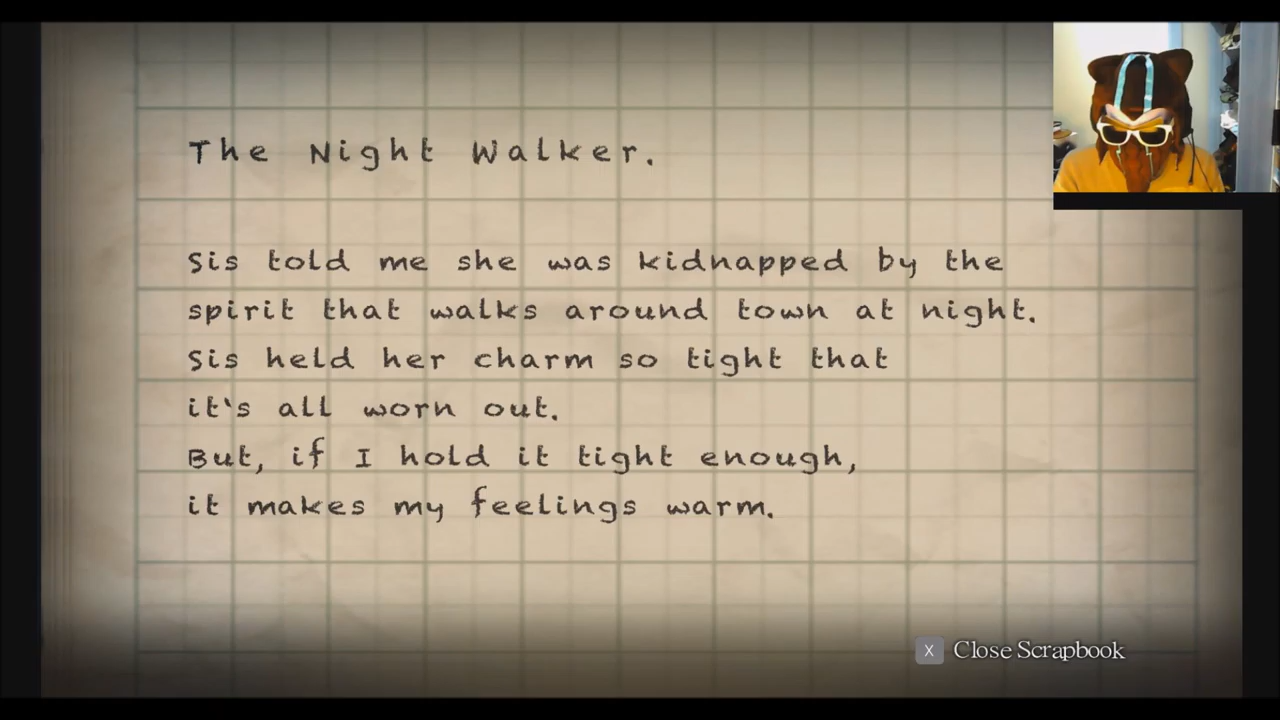 The Night Walker.
Sis told me she was kidnapped by the
spirit that walks around town at night.
Sis held her charm so tight that
it's all worn out.
But, if I hold it tight enough,
it makes my feelings warm.
X Close Scrapbook